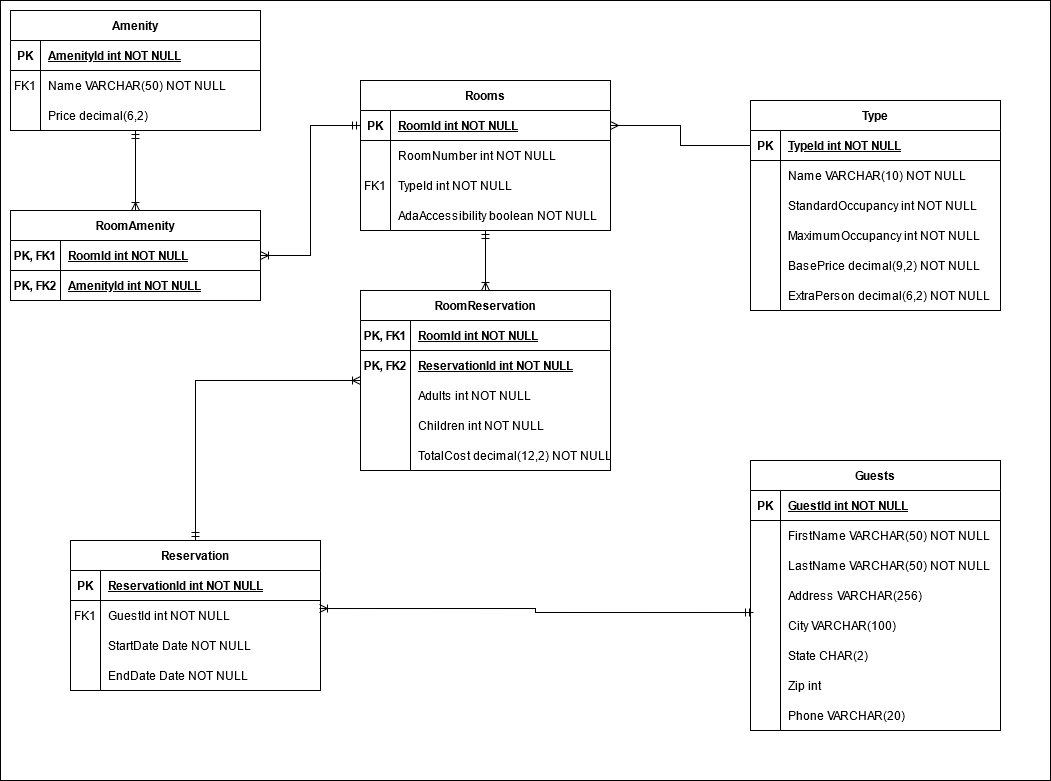 Amenity
PK AmenityId int NOT NULL
FK1 Name VARCHAR(50) NOT NULL
Price decimal(6,2)
Rooms
PK RoomId int NOT NULL
RoomNumber int NOT NULL
FK1 TypeId int NOT NULL
AdaAccessibility boolean NOT NULL
Type
PK TypeId int NOT NULL
Name VARCHAR(10) NOT NULL
StandardOccupancy int NOT NULL
MaximumOccupancy int NOT NULL
BasePrice decimal(9,2) NOT NULL
ExtraPerson decimal(6,2) NOT NULL
RoomAmenity
PK, FK1 RoomId int NOT NULL
PK, FK2 AmenityId int NOT NULL
RoomReservation
PK, FK1 RoomId int NOT NULL
PK, FK2 ReservationId int NOT NULL
Adults int NOT NULL
Children int NOT NULL
TotalCost decimal(12,2) NOT NULL
Reservation
PK ReservationId int NOT NULL
FK1 GuestId int NOT NULL
StartDate Date NOT NULL
EndDate Date NOT NULL
Guests
PK GuestId int NOT NULL
FirstName VARCHAR(50) NOT NULL
LastName VARCHAR(50) NOT NULL
Address VARCHAR(256)
City VARCHAR(100)
State CHAR(2)
Zip int
Phone VARCHAR(20)